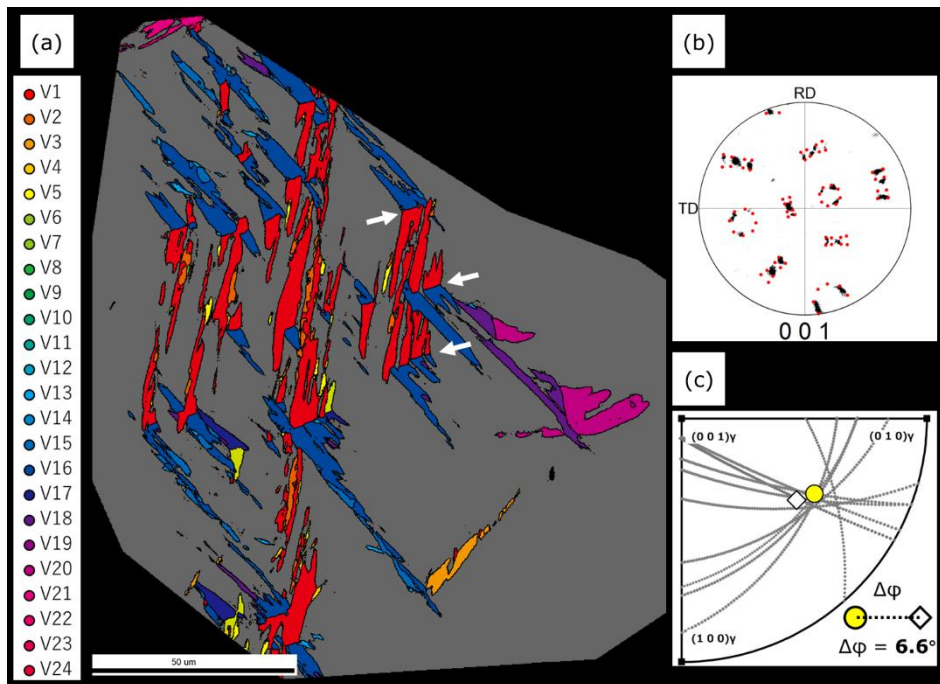 (a)
V1
V2
V3
V4
V5
V6
V7
V8
V9
V10
V11
V12
V13
V14
V15
V16
V17
V18
V19
V20
V21
V22
V23
V24
50 um
(b)
RD
TD
0 0 1
(c)
(0 0 1)γ
(0 1 0)γ
(1 0 0)γ
Δφ
Δφ = 6.6°